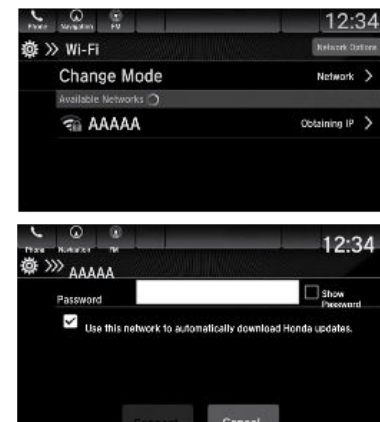 Phone Navigation FM 12:34
Wi-Fi Network Options
Change Mode Network
Available Networks
AAAAA Obtaining IP
Phone Navigation FM 12:34
AAAAA
Password Show
Password
Use this network to automatically download Honda updates.
Connect Cancel